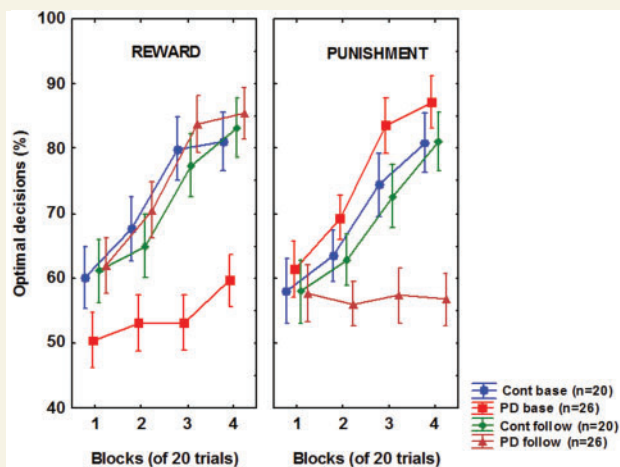 REWARD
PUNISHMENT
Optimal decisions (%)
100
90
80
70
60
50
40
1 2 3 4
1 2 3 4
Blocks (of 20 trials)
Blocks (of 20 trials)
Cont base (n=20)
PD base (n=26)
Cont follow (n=20)
PD follow (n=26)